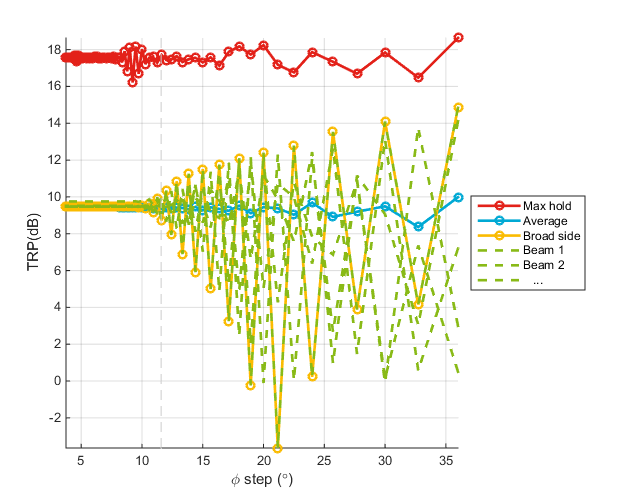 18
16
14
12
10
8
6
4
2
0
-2
TRP(dB)
5 10 15 20 25 30 35
ϕ step (°)
Max hold
Average
Broad side
Beam 1
Beam 2
...